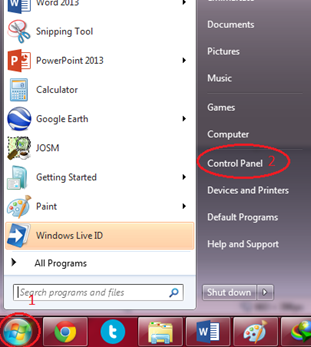 Word 2013
Snipping Tool
PowerPoint 2013
Calculator
Google Earth
JOSM
Getting Started
Paint
Windows Live ID
All Programs
Search programs and files
1
Documents
Pictures
Music
Games
Computer
Control Panel 2
Devices and Printers
Default Programs
Help and Support
Shut down